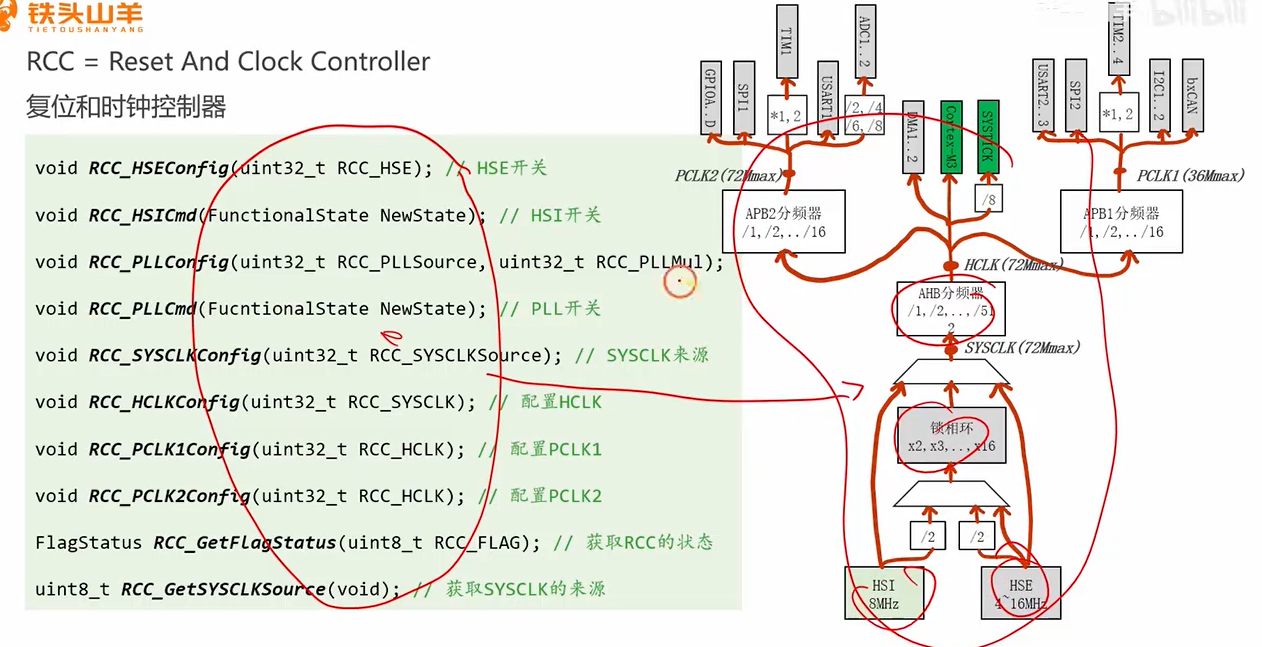 铁头山羊
TIETOUSHANYANG
RCC = Reset And Clock Controller
复位和时钟控制器
void RCC_HSEConfig(uint32_t RCC_HSE); // HSE开关
void RCC_HSICmd(FunctionalState NewState); // HSI开关
void RCC_PLLConfig(uint32_t RCC_PLLSource, uint32_t RCC_PLLMul);
void RCC_PLLCmd(FucntionalState NewState); // PLL开关
void RCC_SYSCLKConfig(uint32_t RCC_SYSCLKSource); // SYSCLK来源
void RCC_HCLKConfig(uint32_t RCC_SYSCLK); // 配置HCLK
void RCC_PCLK1Config(uint32_t RCC_HCLK); // 配置PCLK1
void RCC_PCLK2Config(uint32_t RCC_HCLK); // 配置PCLK2
FlagStatus RCC_GetFlagStatus(uint8_t RCC_FLAG); // 获取RCC的状态
uint8_t RCC_GetSYSCLKSource(void); // 获取SYSCLK的来源
GPIOA..D
SPI1
TIM1
*1,2
USART1
ADC1..2
/2,/4
/6,/8
DMA1..2
Cortex-M3
SYSTICK
/8
USART2..3
SPI2
TIM2..4
*1,2
I2C1..2
bxCAN
PCLK2(72Mmax)
PCLK1(36Mmax)
APB2分频器
/1,/2,../16
APB1分频器
/1,/2,../16
HCLK(72Mmax)
AHB分频器
/1,/2,..,/51
2
SYSCLK(72Mmax)
锁相环
x2,x3,..,x16
/2
/2
HSI
8MHz
HSE
4~16MHz
bilibili